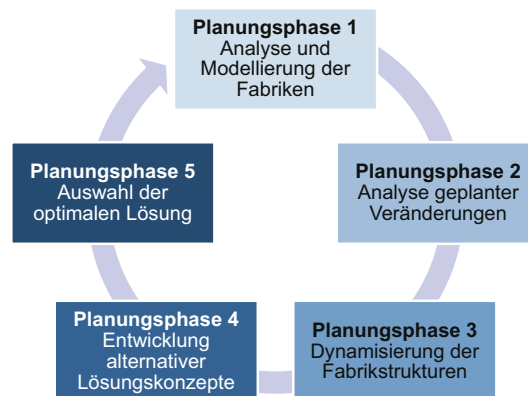 Planungsphase 1
Analyse und
Modellierung der
Fabriken
Planungsphase 2
Analyse geplanter
Veränderungen
Planungsphase 3
Dynamisierung der
Fabrikstrukturen
Planungsphase 4
Entwicklung
alternativer
Lösungskonzepte
Planungsphase 5
Auswahl der
optimalen Lösung